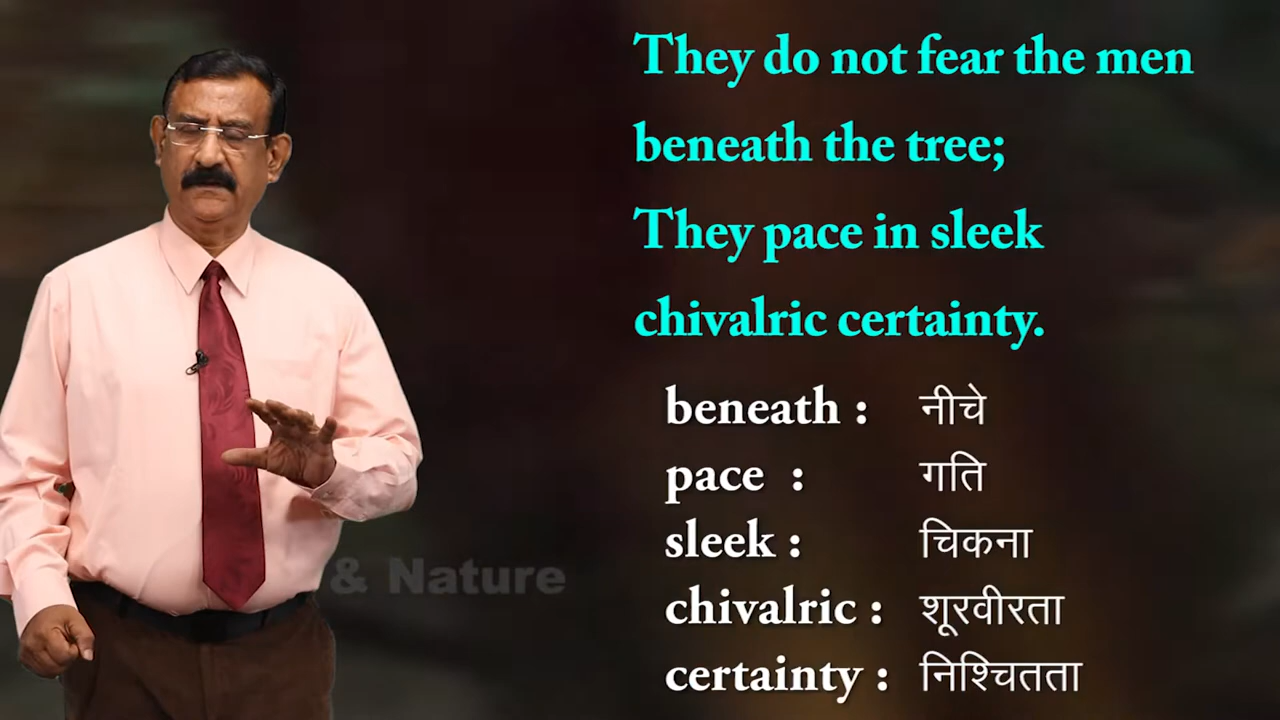 They do not fear the men
beneath the tree;
They pace in sleek
chivalric certainty.
beneath : नीचे
pace : गति
sleek : चिकना
chivalric : शूरवीरता
certainty : निश्चितता
& Nature